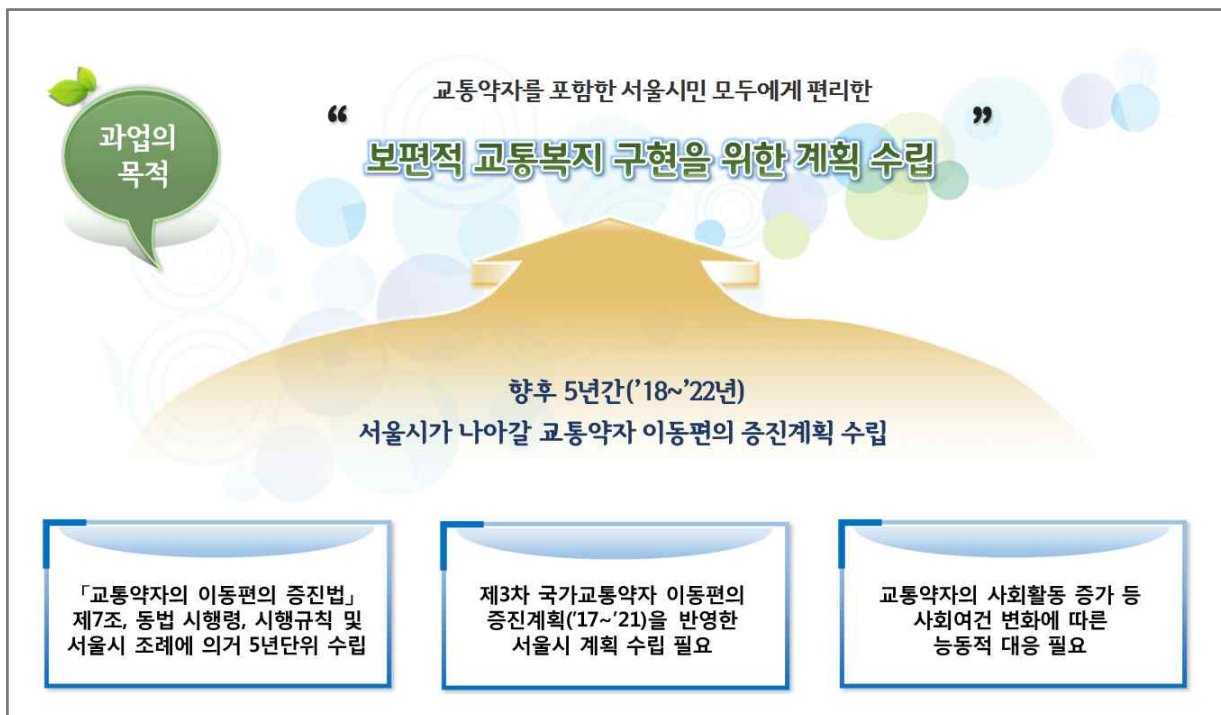 과업의
목적
교통약자를 포함한 서울시민 모두에게 편리한
“ ”
보편적 교통복지 구현을 위한 계획 수립
향후 5년간(’18~’22년)
서울시가 나아갈 교통약자 이동편의 증진계획 수립
「교통약자의 이동편의 증진법」
제7조, 동법 시행령, 시행규칙 및
서울시 조례에 의거 5년단위 수립
제3차 국가교통약자 이동편의
증진계획(‘17~’21)을 반영한
서울시 계획 수립 필요
교통약자의 사회활동 증가 등
사회여건 변화에 따른
능동적 대응 필요